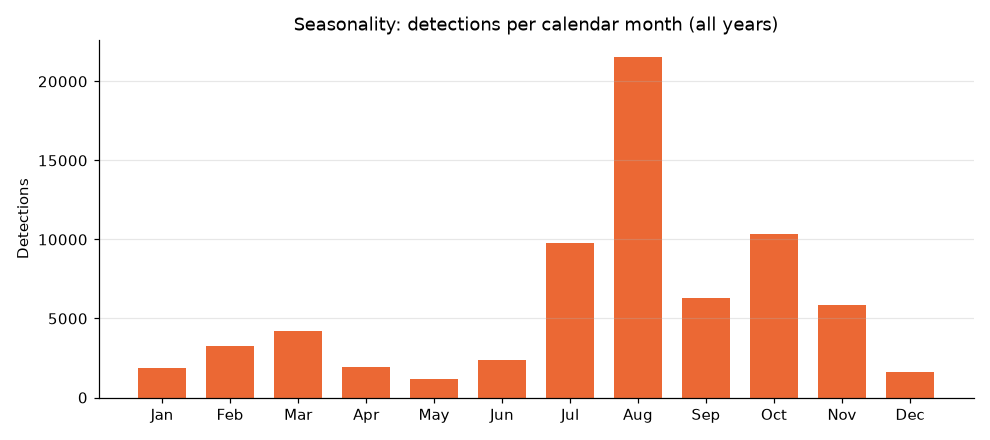 Seasonality: detections per calendar month (all years)
Detections
20000
15000
10000
5000
0
Jan Feb Mar Apr May Jun Jul Aug Sep Oct Nov Dec